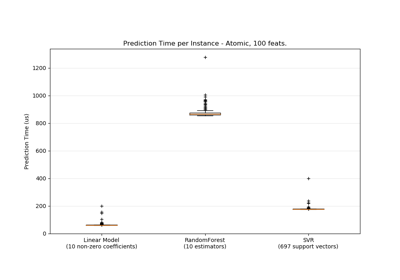 Prediction Time per Instance - Atomic, 100 feats.
1200
1000
800
600
400
200
0
Prediction Time (us)
Linear Model
(10 non-zero coefficients)
RandomForest
(10 estimators)
SVR
(697 support vectors)